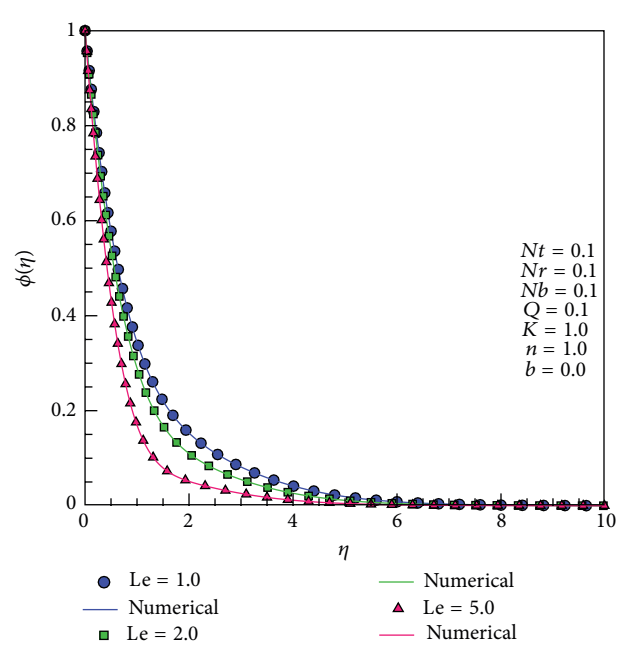 1
0.8
0.6
0.4
0.2
0
ϕ(η)
Nt = 0.1
Nr = 0.1
Nb = 0.1
Q = 0.1
K = 1.0
n = 1.0
b = 0.0
0 2 4 6 8 10
η
Le = 1.0
Numerical
Le = 2.0
Numerical
Le = 5.0
Numerical